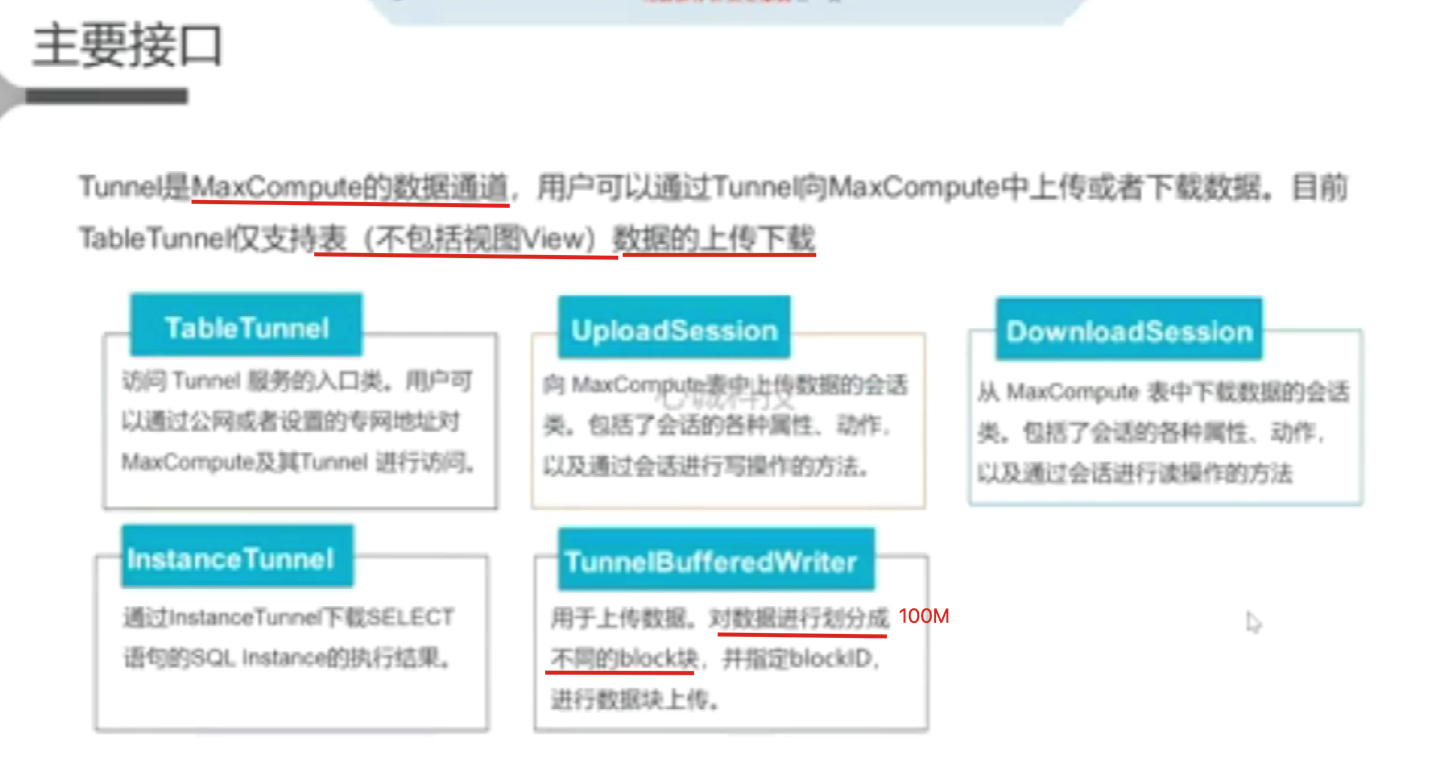 主要接口
Tunnel是MaxCompute的数据通道，用户可以通过Tunnel向MaxCompute中上传或者下载数据。目前
TableTunnel仅支持表（不包括视图View）数据的上传下载
TableTunnel
访问 Tunnel 服务的入口类。用户可
以通过公网或者设置的专网地址对
MaxCompute及其Tunnel 进行访问。
UploadSession
向 MaxCompute表中上传数据的会话
类。包括了会话的各种属性、动作，
以及通过会话进行写操作的方法。
DownloadSession
从 MaxCompute 表中下载数据的会话
类。包括了会话的各种属性、动作，
以及通过会话进行读操作的方法
InstanceTunnel
通过InstanceTunnel下载SELECT
语句的SQL Instance的执行结果。
TunnelBufferedWriter
用于上传数据。对数据进行划分成 100M
不同的block块，并指定blockID，
进行数据块上传。